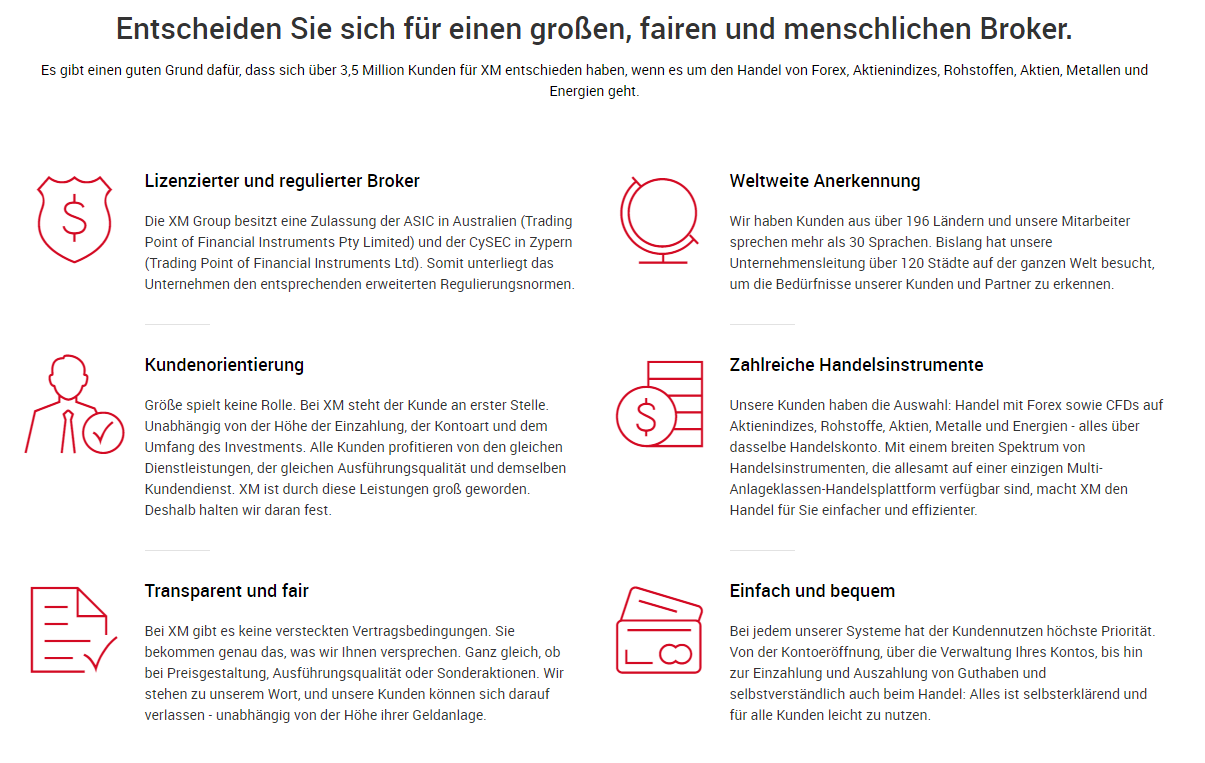 Entscheiden Sie sich für einen großen, fairen und menschlichen Broker.
Es gibt einen guten Grund dafür, dass sich über 3,5 Million Kunden für XM entschieden haben, wenn es um den Handel von Forex, Aktienindizes, Rohstoffen, Aktien, Metallen und
Energien geht.
$
Lizenzierter und regulierter Broker
Die XM Group besitzt eine Zulassung der ASIC in Australien (Trading
Point of Financial Instruments Pty Limited) und der CySEC in Zypern
(Trading Point of Financial Instruments Ltd). Somit unterliegt das
Unternehmen den entsprechenden erweiterten Regulierungsnormen.
Weltweite Anerkennung
Wir haben Kunden aus über 196 Ländern und unsere Mitarbeiter
sprechen mehr als 30 Sprachen. Bislang hat unsere
Unternehmensleitung über 120 Städte auf der ganzen Welt besucht,
um die Bedürfnisse unserer Kunden und Partner zu erkennen.
Kundenorientierung
Größe spielt keine Rolle. Bei XM steht der Kunde an erster Stelle.
Unabhängig von der Höhe der Einzahlung, der Kontoart und dem
Umfang des Investments. Alle Kunden profitieren von den gleichen
Dienstleistungen, der gleichen Ausführungsqualität und demselben
Kundendienst. XM ist durch diese Leistungen groß geworden.
Deshalb halten wir daran fest.
$
Zahlreiche Handelsinstrumente
Unsere Kunden haben die Auswahl: Handel mit Forex sowie CFDs auf
Aktienindizes, Rohstoffe, Aktien, Metalle und Energien - alles über
dasselbe Handelskonto. Mit einem breiten Spektrum von
Handelsinstrumenten, die allesamt auf einer einzigen Multi-
Anlageklassen-Handelsplattform verfügbar sind, macht XM den
Handel für Sie einfacher und effizienter.
Transparent und fair
Bei XM gibt es keine versteckten Vertragsbedingungen. Sie
bekommen genau das, was wir Ihnen versprechen. Ganz gleich, ob
bei Preisgestaltung, Ausführungsqualität oder Sonderaktionen. Wir
stehen zu unserem Wort, und unsere Kunden können sich darauf
verlassen - unabhängig von der Höhe ihrer Geldanlage.
Einfach und bequem
Bei jedem unserer Systeme hat der Kundennutzen höchste Priorität.
Von der Kontoeröffnung, über die Verwaltung Ihres Kontos, bis hin
zur Einzahlung und Auszahlung von Guthaben und
selbstverständlich auch beim Handel: Alles ist selbsterklärend und
für alle Kunden leicht zu nutzen.